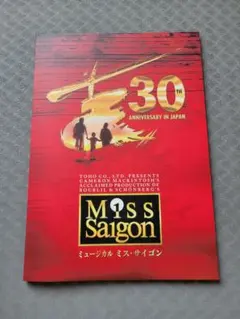 30TH
ANNIVERSARY IN JAPAN
TOHO CO., LTD. PRESENTS
CAMERON MACKINTOSH'S
ACCLAIMED PRODUCTION OF
BOUBLIL & SCHÖNBERG'S
Miss
Saigon
ミュージカル ミス・サイゴン